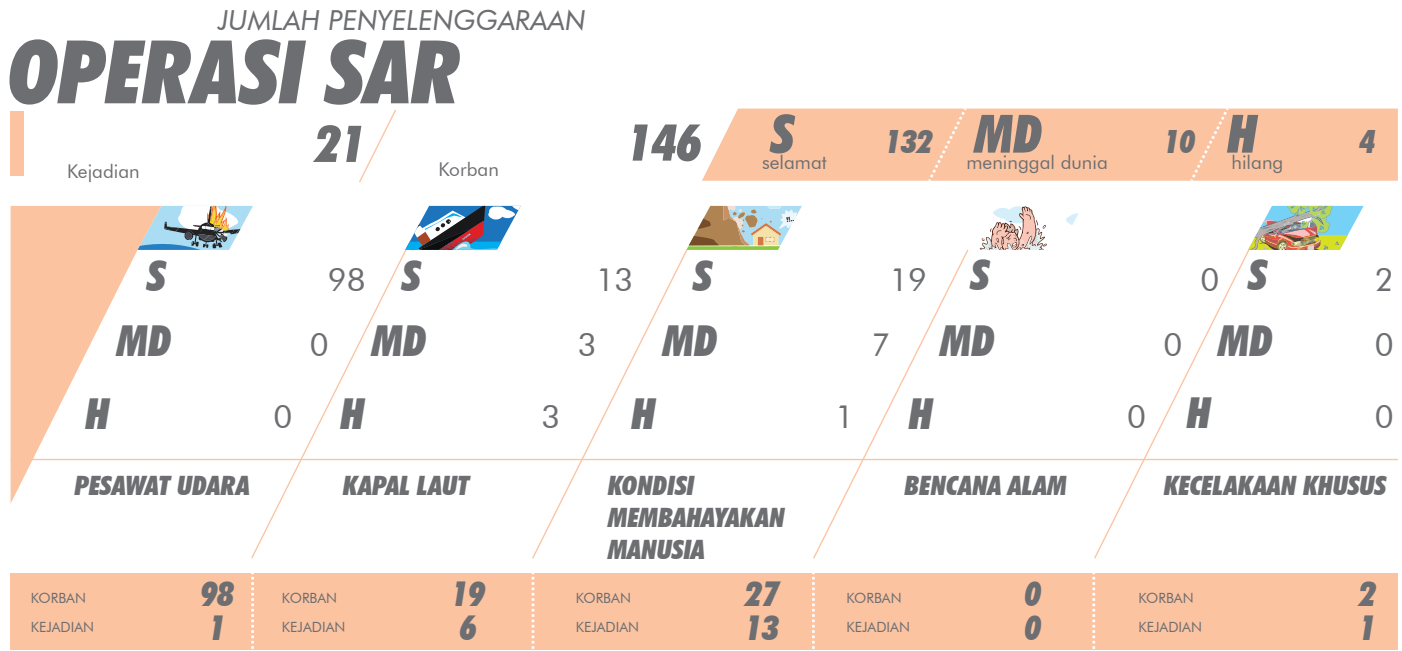 JUMLAH PENYELENGGARAAN
OPERASI SAR
Kejadian 21
Korban 146
S selamat 132
MD meninggal dunia 10
H hilang 4
S 98 S 13 S 19 S 0 S 2
MD 0 MD 3 MD 7 MD 0 MD 0
H 0 H 3 H 1 H 0 H 0
PESAWAT UDARA
KAPAL LAUT
KONDISI
MEMBAHAYAKAN
MANUSIA
BENCANA ALAM
KECELAKAAN KHUSUS
KORBAN 98 KORBAN 19 KORBAN 27 KORBAN 0 KORBAN 2
KEJADIAN 1 KEJADIAN 6 KEJADIAN 13 KEJADIAN 0 KEJADIAN 1